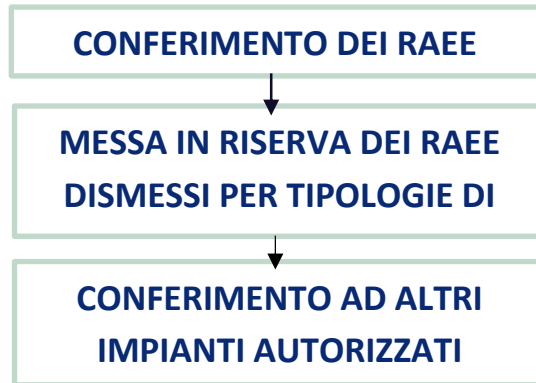 CONFERIMENTO DEI RAEE
MESSA IN RISERVA DEI RAEE
DISMESSI PER TIPOLOGIE DI
CONFERIMENTO AD ALTRI
IMPIANTI AUTORIZZATI